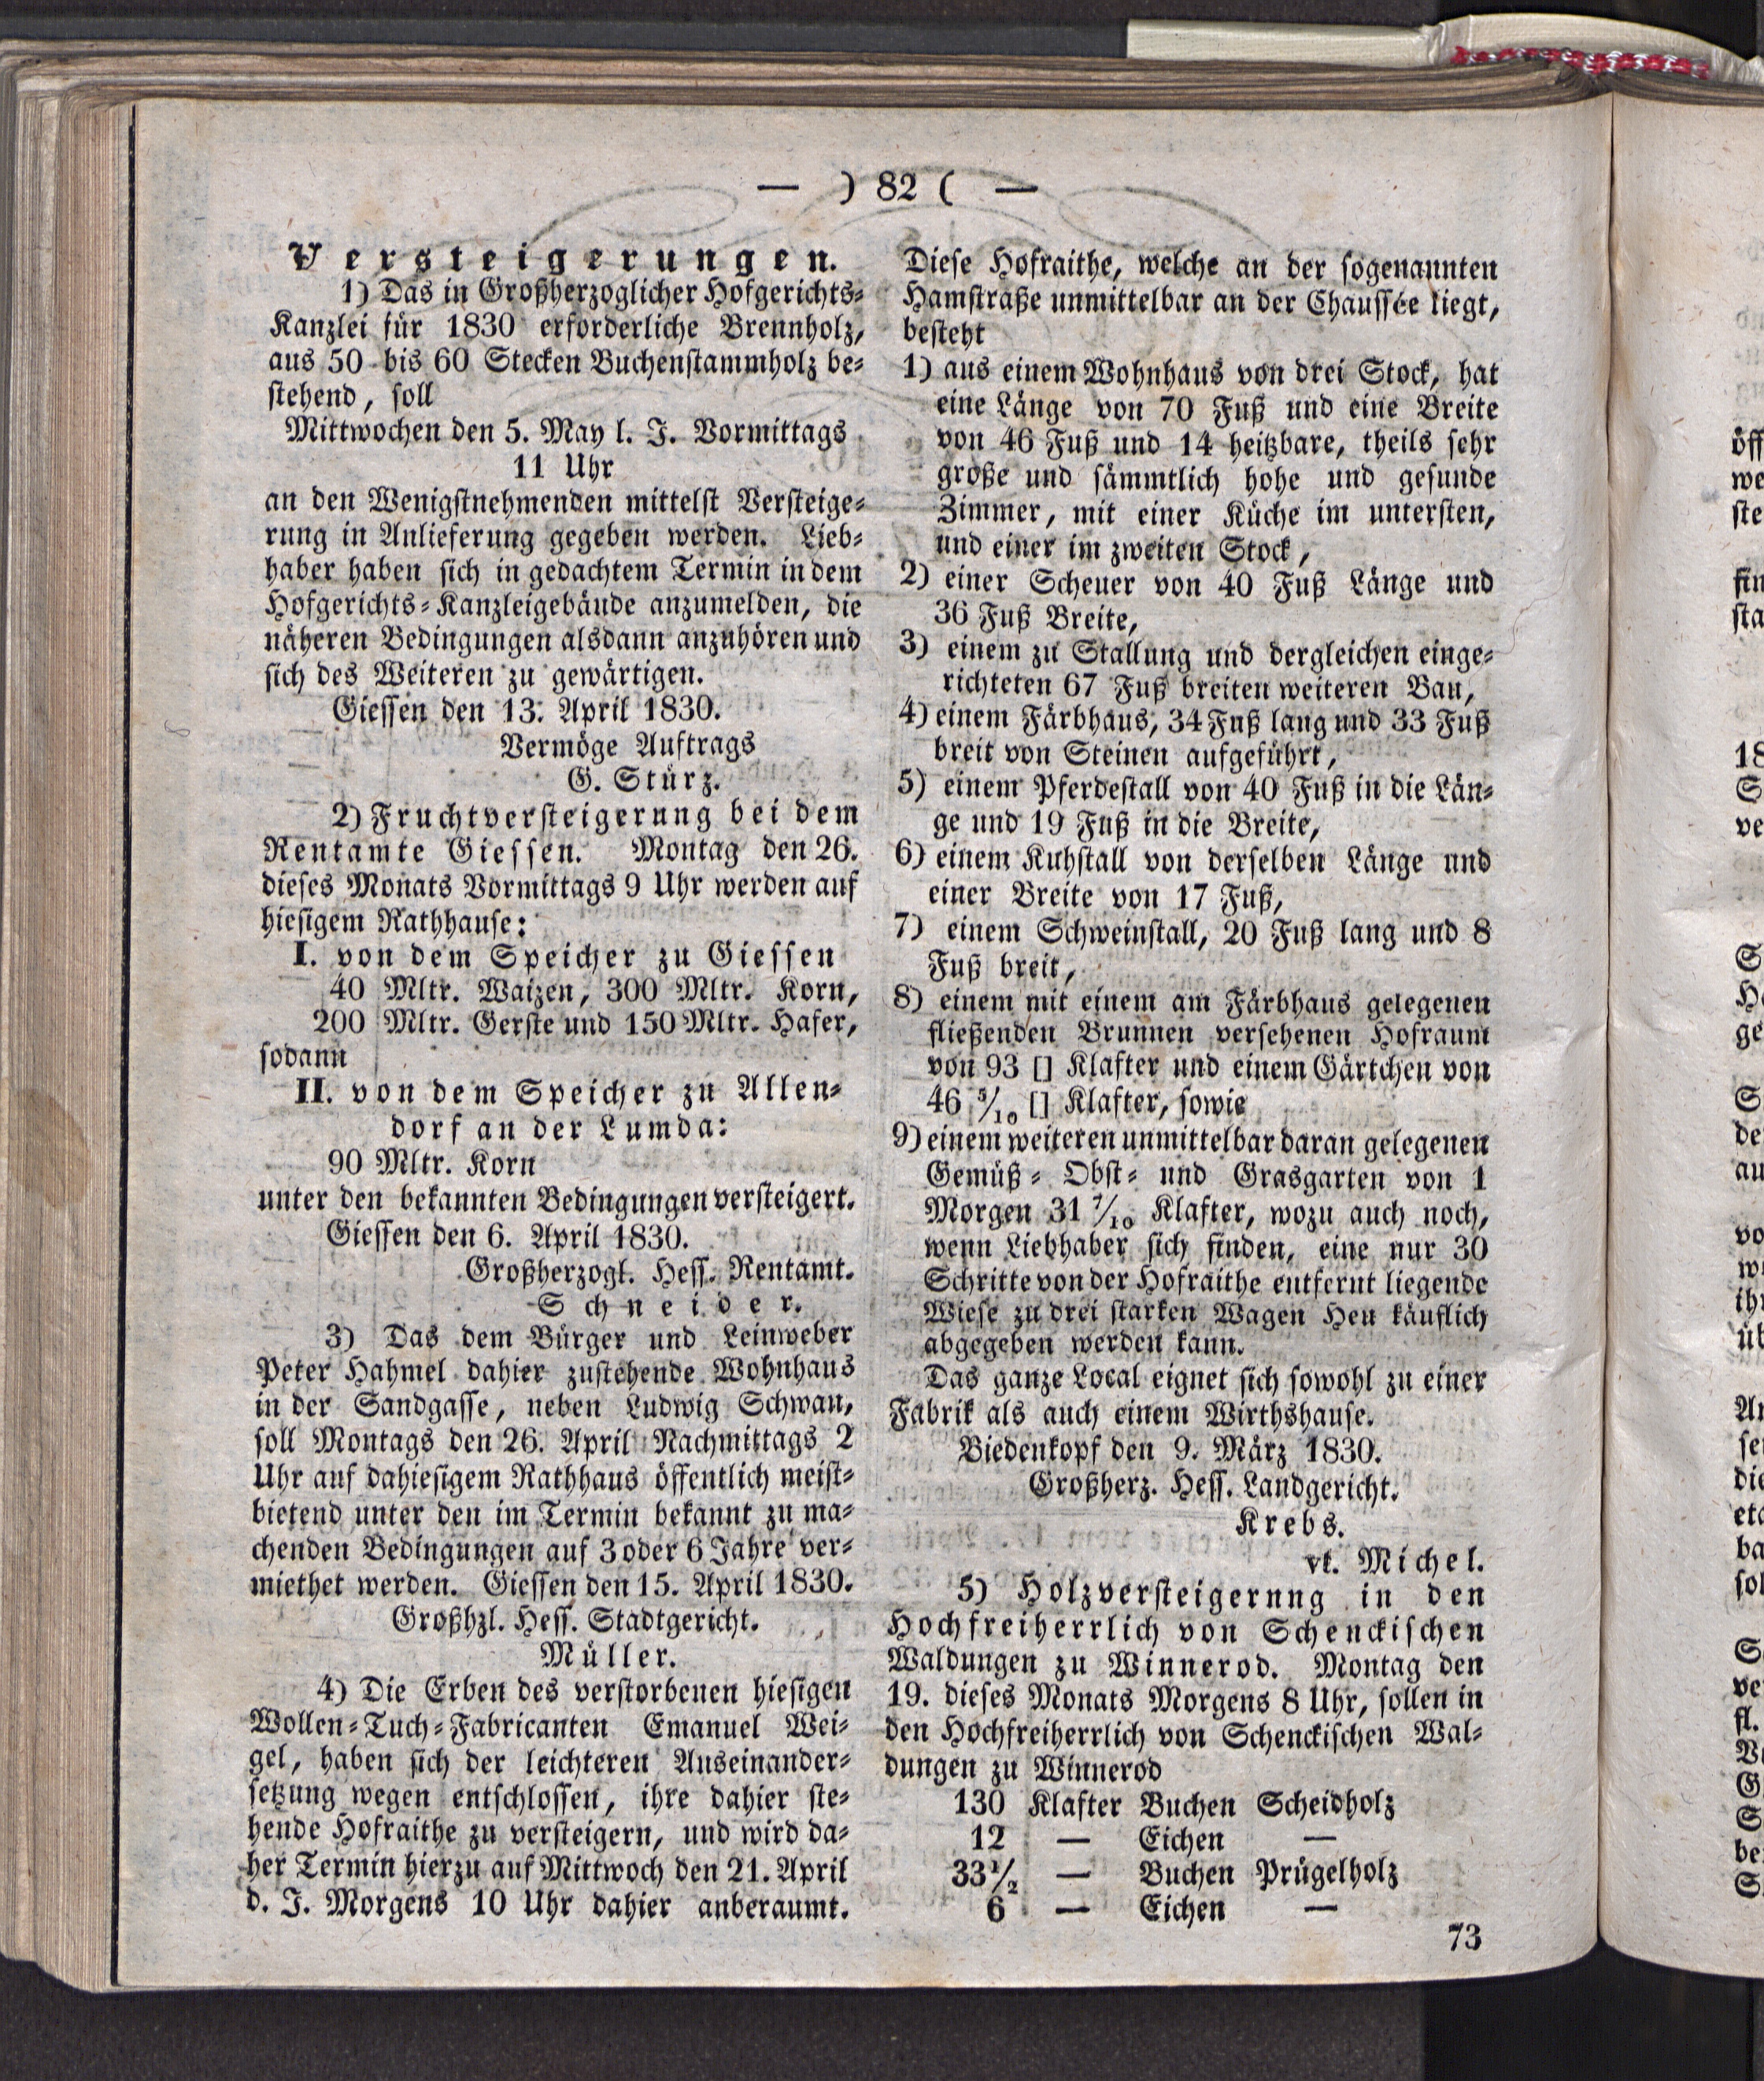 — ) 82 ( —
Versteigerungen.
1) Das in Großherzoglicher Hofgerichts-
Kanzlei für 1830 erforderliche Brennholz,
aus 50 bis 60 Stecken Buchenstammholz be-
stehend, soll
Mittwochen den 5. May l. J. Vormittags
11 Uhr
an den Wenigstnehmenden mittelst Versteige-
rung in Anlieferung gegeben werden. Lieb-
haber haben sich in gedachtem Termin in dem
Hofgerichts-Kanzleigebäude anzumelden, die
näheren Bedingungen alsdann anzuhören und
sich des Weiteren zu gewärtigen.
Giessen den 13. April 1830.
Vermöge Auftrags
G. Stürz.
2) Fruchtversteigerung bei dem
Rentamte Giessen. Montag den 26.
dieses Monats Vormittags 9 Uhr werden auf
hiesigem Rathhause:
I. von dem Speicher zu Giessen
40 Mltr. Waizen, 300 Mltr. Korn,
200 Mltr. Gerste und 150 Mltr. Hafer,
sodann
II. von dem Speicher zu Allen-
dorf an der Lumda:
90 Mltr. Korn
unter den bekannten Bedingungen versteigert.
Giessen den 6. April 1830.
Großherzogl. Hess. Rentamt.
Schneider.
3) Das dem Bürger und Leinweber
Peter Hahmel dahier zustehende Wohnhaus
in der Sandgasse, neben Ludwig Schwan,
soll Montags den 26. April Nachmittags 2
Uhr auf dahiesigem Rathhaus öffentlich meist-
bietend unter den im Termin bekannt zu ma-
chenden Bedingungen auf 3 oder 6 Jahre ver-
miethet werden. Giessen den 15. April 1830.
Großhzl. Hess. Stadtgericht.
Müller.
4) Die Erben des verstorbenen hiesigen
Wollen-Tuch-Fabricanten Emanuel Wei-
gel, haben sich der leichteren Auseinander-
setzung wegen entschlossen, ihre dahier ste-
hende Hofraithe zu versteigern, und wird da-
her Termin hierzu auf Mittwoch den 21. April
d. J. Morgens 10 Uhr dahier anberaumt.
Diese Hofraithe, welche an der sogenannten
Hamstraße unmittelbar an der Chaussée liegt,
besteht
1) aus einem Wohnhaus von drei Stock, hat
eine Länge von 70 Fuß und eine Breite
von 46 Fuß und 14 heitzbare, theils sehr
große und sämmtlich hohe und gesunde
Zimmer, mit einer Küche im untersten,
und einer im zweiten Stock,
2) einer Scheuer von 40 Fuß Länge und
36 Fuß Breite,
3) einem zu Stallung und dergleichen einge-
richteten 67 Fuß breiten weiteren Bau,
4) einem Färbhaus, 34 Fuß lang und 33 Fuß
breit von Steinen aufgeführt,
5) einem Pferdestall von 40 Fuß in die Län-
ge und 19 Fuß in die Breite,
6) einem Kuhstall von derselben Länge und
einer Breite von 17 Fuß,
7) einem Schweinstall, 20 Fuß lang und 8
Fuß breit,
8) einem mit einem am Färbhaus gelegenen
fließenden Brunnen versehenen Hofraum
von 93 [] Klafter und einem Gärtchen von
46 5/10 [] Klafter, sowie
9) einem weiteren unmittelbar daran gelegenen
Gemüß- Obst- und Grasgarten von 1
Morgen 31 7/10 Klafter, wozu auch noch,
wenn Liebhaber sich finden, eine nur 30
Schritte von der Hofraithe entfernt liegende
Wiese zu drei starken Wagen Heu käuflich
abgegeben werden kann.
Das ganze Local eignet sich sowohl zu einer
Fabrik als auch einem Wirthshause.
Biedenkopf den 9. März 1830.
Großherz. Hess. Landgericht.
Krebs.
vt. Michel.
5) Holzversteigerung in den
Hochfreiherrlich von Schenckischen
Waldungen zu Winnerod. Montag den
19. dieses Monats Morgens 8 Uhr, sollen in
den Hochfreiherrlich von Schenckischen Wal-
dungen zu Winnerod
130 Klafter Buchen Scheidholz
12 — Eichen —
33 1/2 — Buchen Prügelholz
6 — Eichen —
73